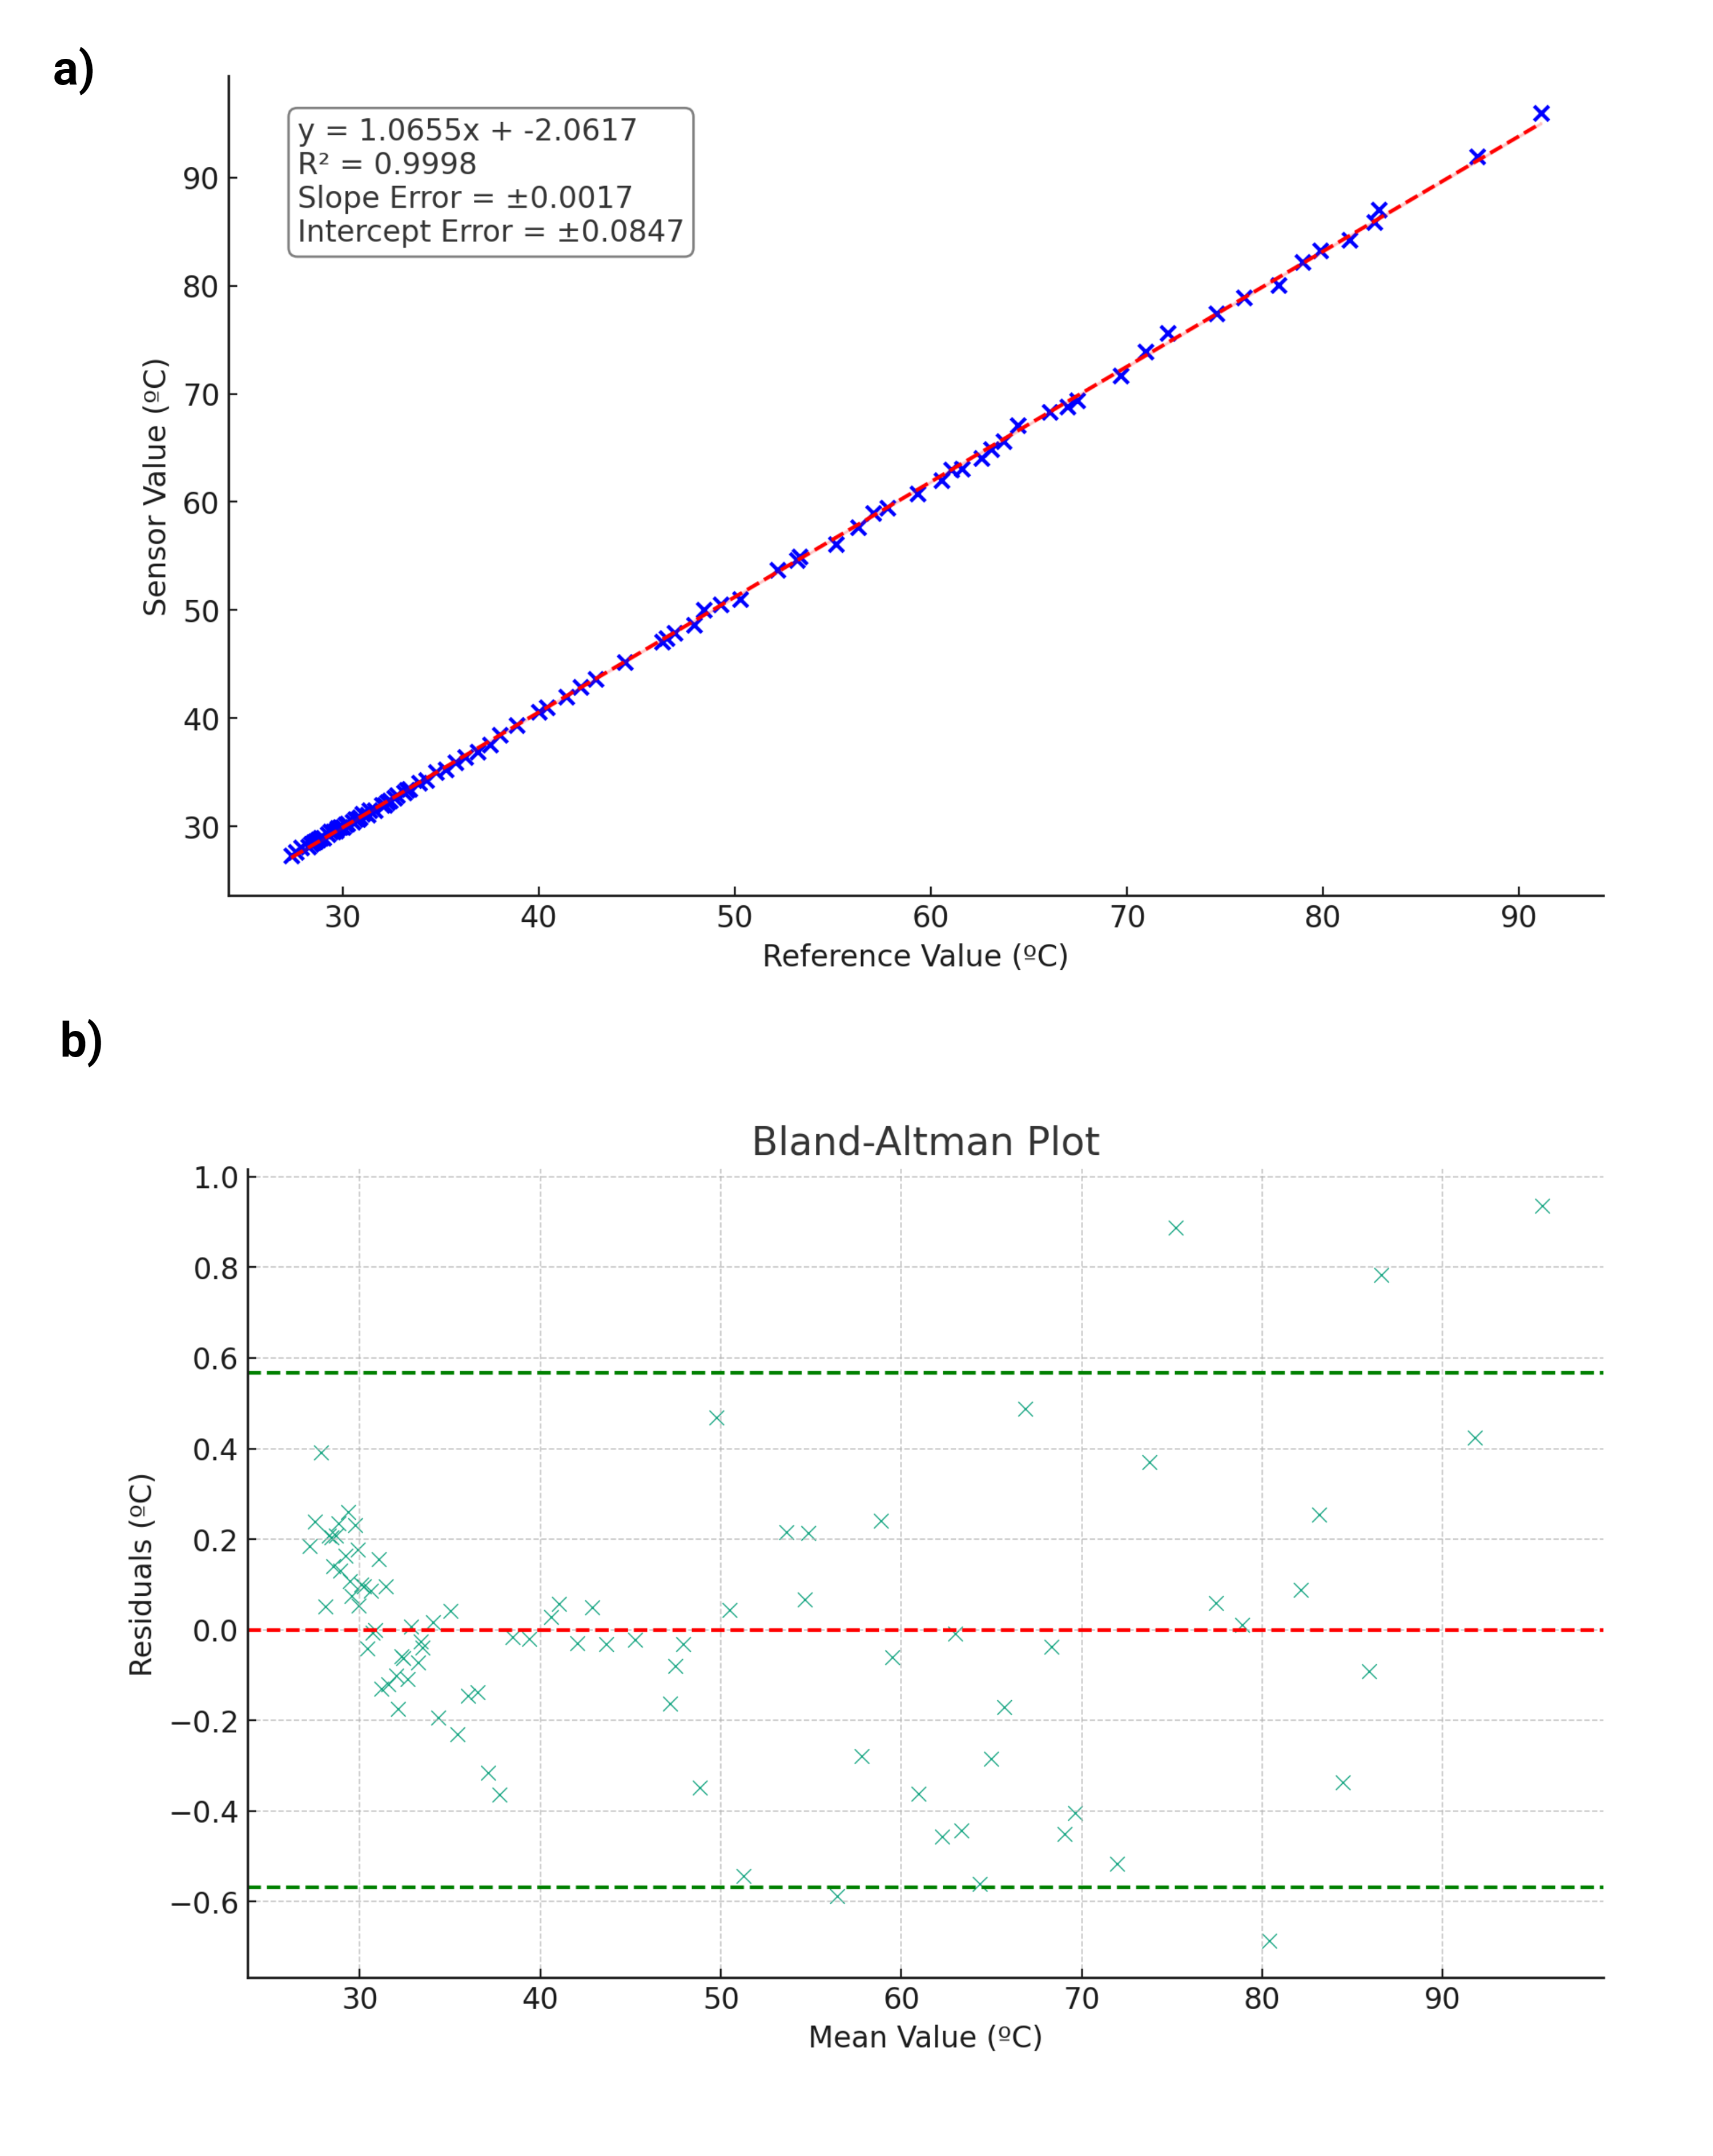 a)
y = 1.0655x + -2.0617
R² = 0.9998
Slope Error = ±0.0017
Intercept Error = ±0.0847
90
80
70
60
50
40
30
Sensor Value (ºC)
30 40 50 60 70 80 90
Reference Value (ºC)
b)
Bland-Altman Plot
1.0
0.8
0.6
0.4
0.2
0.0
−0.2
−0.4
−0.6
Residuals (ºC)
30 40 50 60 70 80 90
Mean Value (ºC)